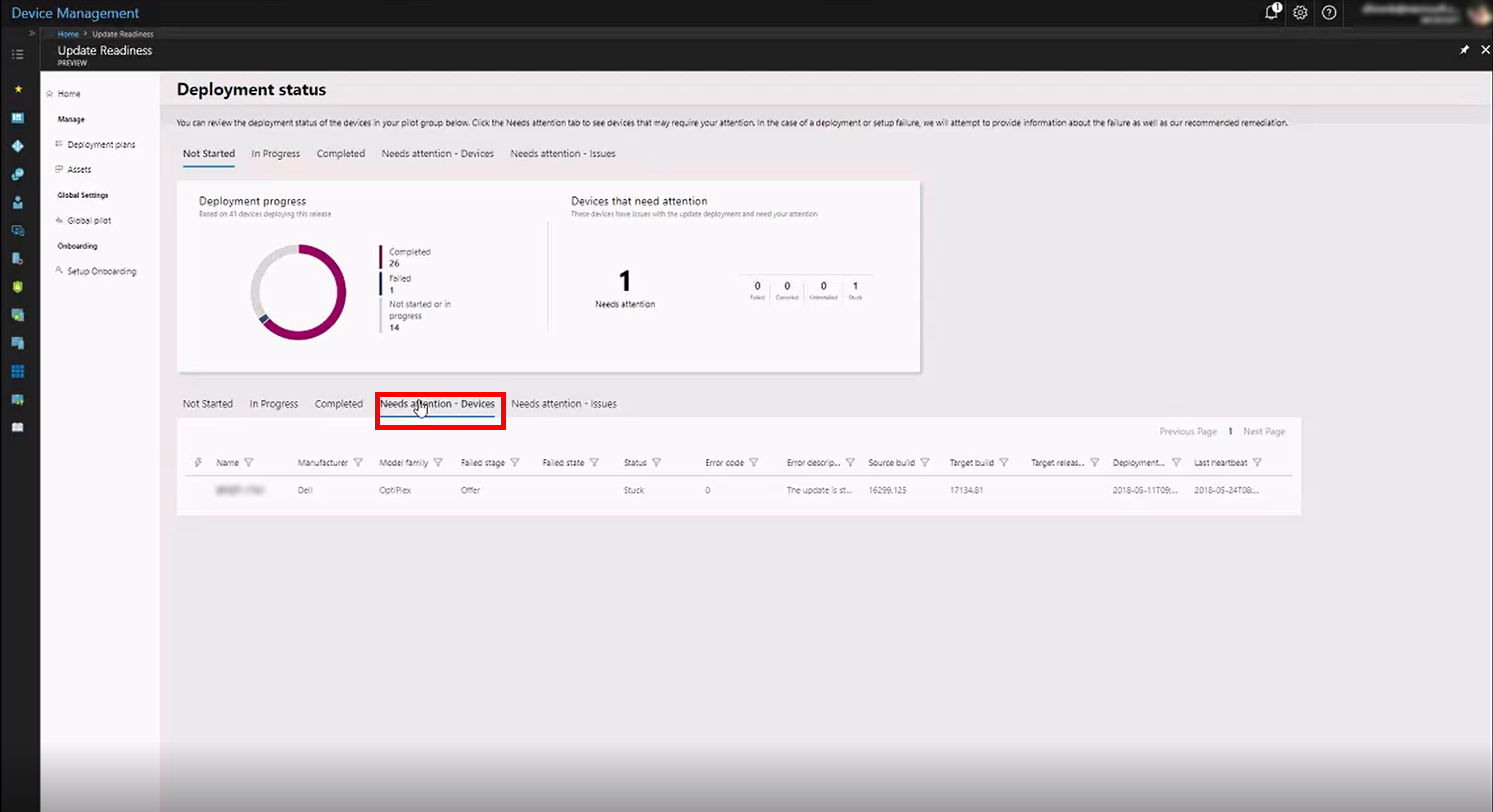 Device Management
1
Home > Update Readiness
Update Readiness
PREVIEW
Home
Manage
Deployment plans
Assets
Global Settings
Global pilot
Onboarding
Setup Onboarding
Deployment status
You can review the deployment status of the devices in your pilot group below. Click the Needs attention tab to see devices that may require your attention. In the case of a deployment or setup failure, we will attempt to provide information about the failure as well as our recommended remediation.
Not Started In Progress Completed Needs attention - Devices Needs attention - Issues
Deployment progress
Based on 41 devices deploying this release
Completed
26
Failed
1
Not started or in
progress
14
Devices that need attention
These devices have issues with the update deployment and need your attention
1
Needs attention
0 0 0 1
Failed Canceled Uninstalled Stuck
Not Started In Progress Completed Needs attention - Devices Needs attention - Issues
Previous Page 1 Next Page
Name Manufacturer Model family Failed stage Failed state Status Error code Error descrip... Source build Target build Target releas... Deployment... Last heartbeat
Dell OptiPlex Offer Stuck 0 The update is st... 16299.125 17134.81 2018-05-11T09:... 2018-05-24T08:...